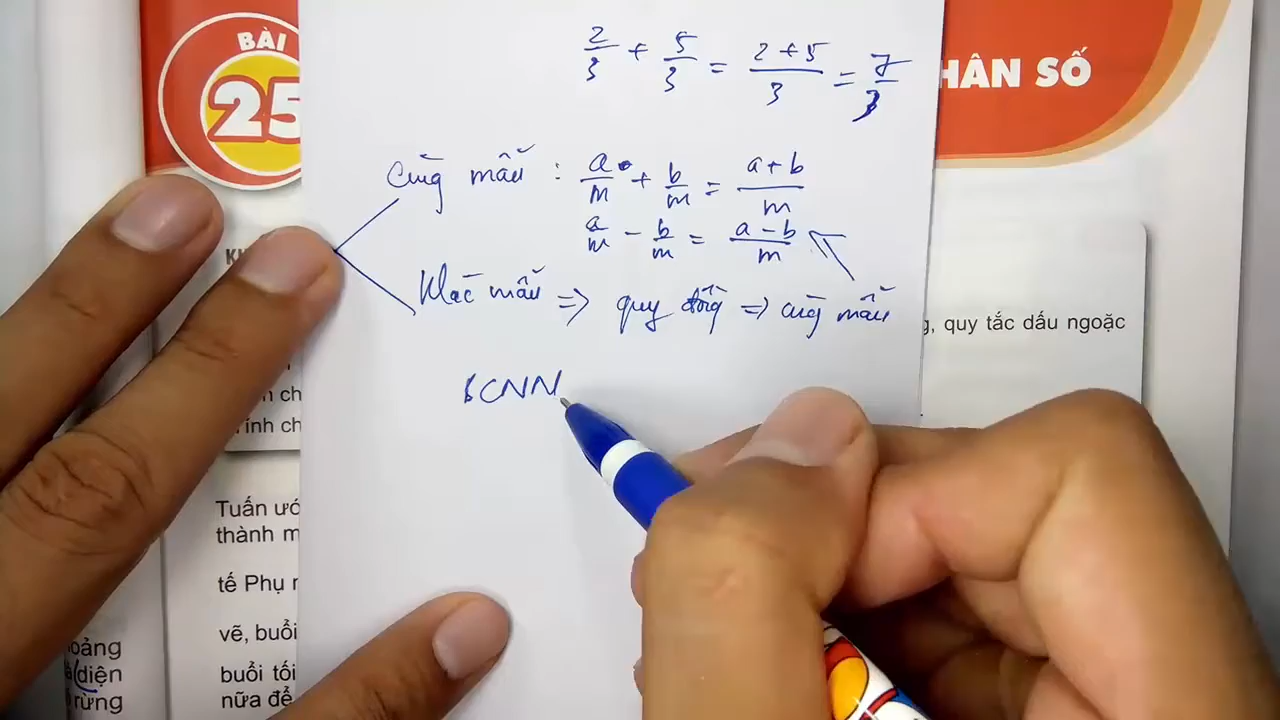 BÀI
25
HÂN SỐ
2/3 + 5/3 = 2+5/3 = 7/3
Cùng mẫu : a/m + b/m = a+b/m
a/m - b/m = a-b/m
Khác mẫu => quy đồng => cùng mẫu
g, quy tắc dấu ngoặc
BCNN
n ch
ính ch
Tuấn ướ
thành m
tế Phụ n
vẽ, buổi
buổi tối
nữa để
oảng
diện
rừng